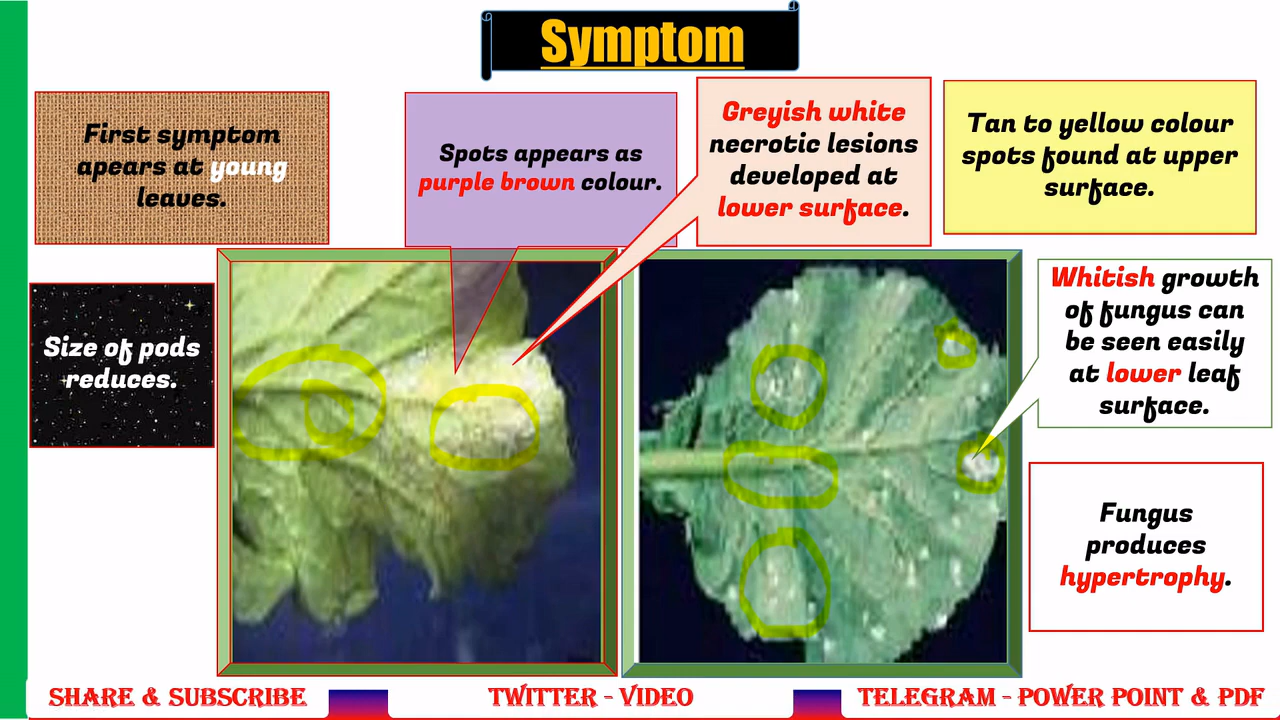 Symptom
First symptom
apears at young
leaves.
Spots appears as
purple brown colour.
Greyish white
necrotic lesions
developed at
lower surface.
Tan to yellow colour
spots found at upper
surface.
Size of pods
reduces.
Whitish growth
of fungus can
be seen easily
at lower leaf
surface.
Fungus
produces
hypertrophy.
SHARE & SUBSCRIBE
TWITTER - VIDEO
TELEGRAM - POWER POINT & PDF